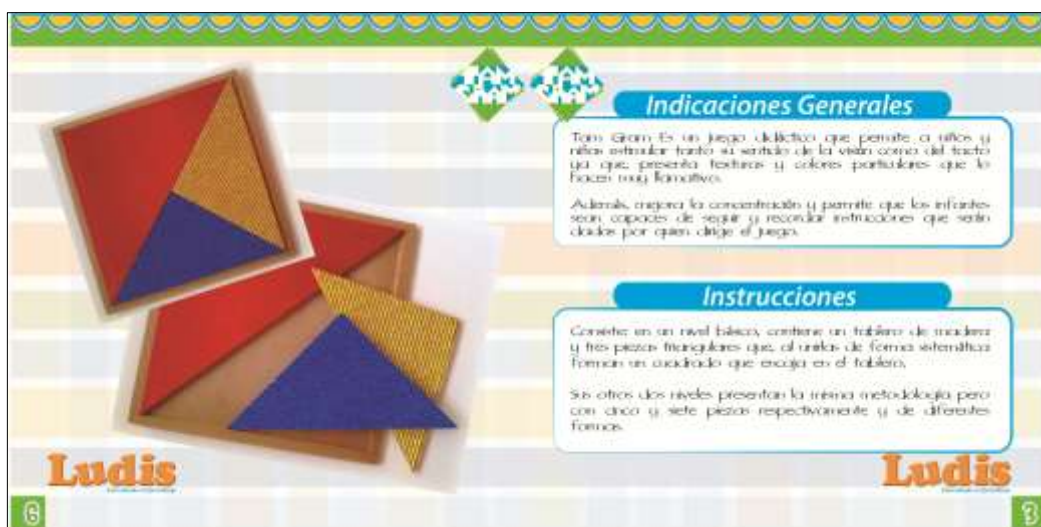 Indicaciones Generales
Tam Gram Es un juego didáctico que permite a niños y
niñas estimular tanto su sentido de la visión como del tacto
ya que, presenta texturas y colores particulares que lo
hacen muy llamativo.
Además, mejora la concentración y permite que los infantes
sean capaces de seguir y recordar instrucciones que serán
dadas por quien dirige el juego.
Instrucciones
Consiste en un nivel básico, contiene un tablero de madera
y tres piezas triangulares que, al unirlas de forma sistemática
forman un cuadrado que encaja en el tablero.
Sus otros dos niveles presentan la misma metodología pero
con cinco y siete piezas respectivamente y de diferentes
formas.
Ludis
Ludis
6
3